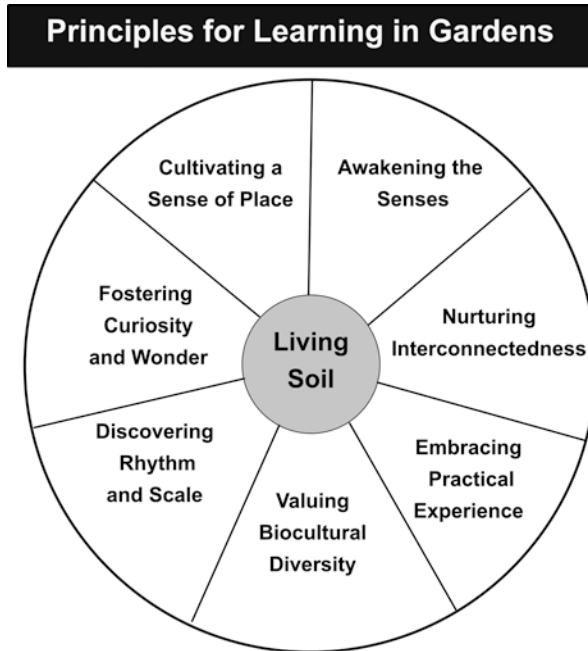 Principles for Learning in Gardens
Cultivating a
Sense of Place
Awakening the
Senses
Fostering
Curiosity
and Wonder
Living
Soil
Nurturing
Interconnectedness
Discovering
Rhythm
and Scale
Valuing
Biocultural
Diversity
Embracing
Practical
Experience